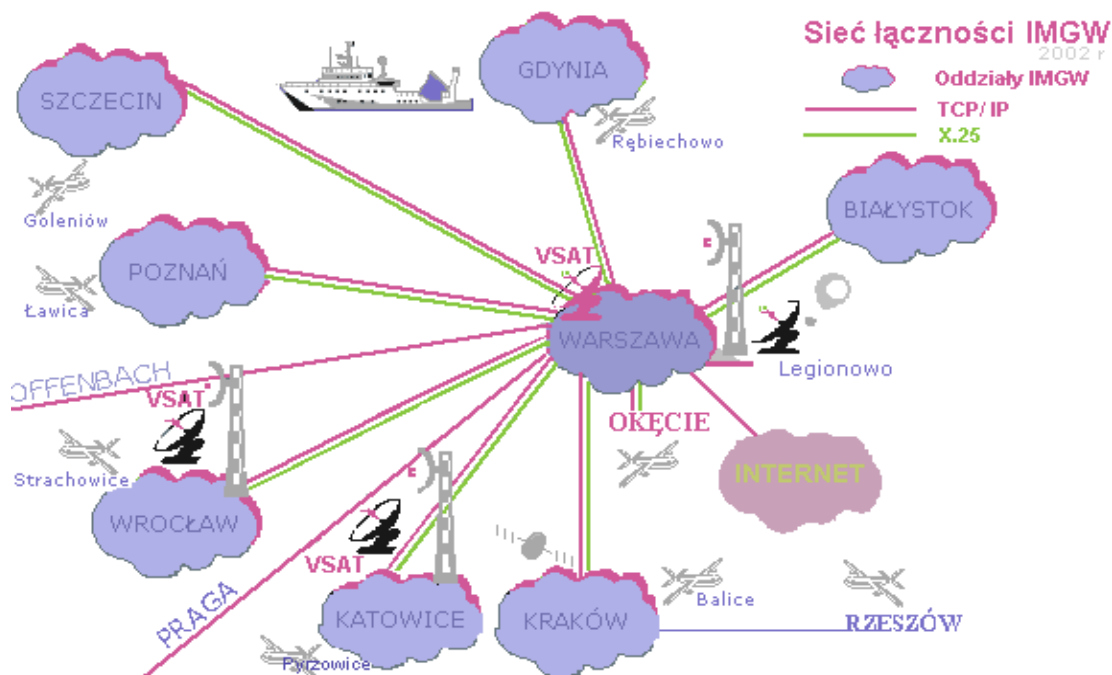 Sieć łączności IMGW
2002 r
Oddziały IMGW
TCP/ IP
X.25
GDYNIA
SZCZECIN
Rębiechowo
BIAŁYSTOK
Goleniów
POZNAŃ
VSAT
Ławica
WARSZAWA
Legionowo
OFFENBACH
VSAT
OKĘCIE
Strachowice
INTERNET
WROCŁAW
VSAT
PRAGA
KATOWICE
KRAKÓW
Balice
RZESZÓW
Pyrzowice